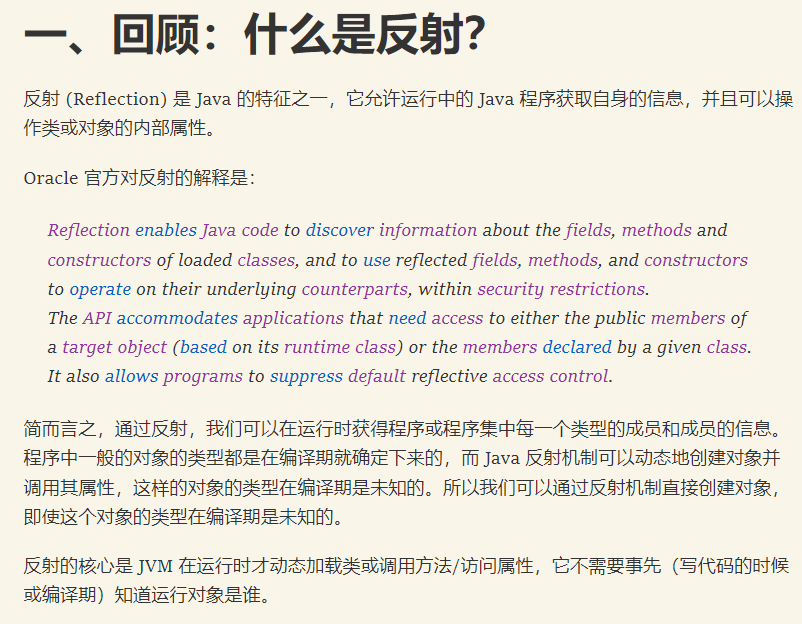 一、回顾：什么是反射？
反射 (Reflection) 是 Java 的特征之一，它允许运行中的 Java 程序获取自身的信息，并且可以操
作类或对象的内部属性。
Oracle 官方对反射的解释是：
Reflection enables Java code to discover information about the fields, methods and
constructors of loaded classes, and to use reflected fields, methods, and constructors
to operate on their underlying counterparts, within security restrictions.
The API accommodates applications that need access to either the public members of
a target object (based on its runtime class) or the members declared by a given class.
It also allows programs to suppress default reflective access control.
简而言之，通过反射，我们可以在运行时获得程序或程序集中每一个类型的成员和成员的信息。
程序中一般的对象的类型都是在编译期就确定下来的，而 Java 反射机制可以动态地创建对象并
调用其属性，这样的对象的类型在编译期是未知的。所以我们可以通过反射机制直接创建对象，
即使这个对象的类型在编译期是未知的。
反射的核心是 JVM 在运行时才动态加载类或调用方法/访问属性，它不需要事先（写代码的时候
或编译期）知道运行对象是谁。